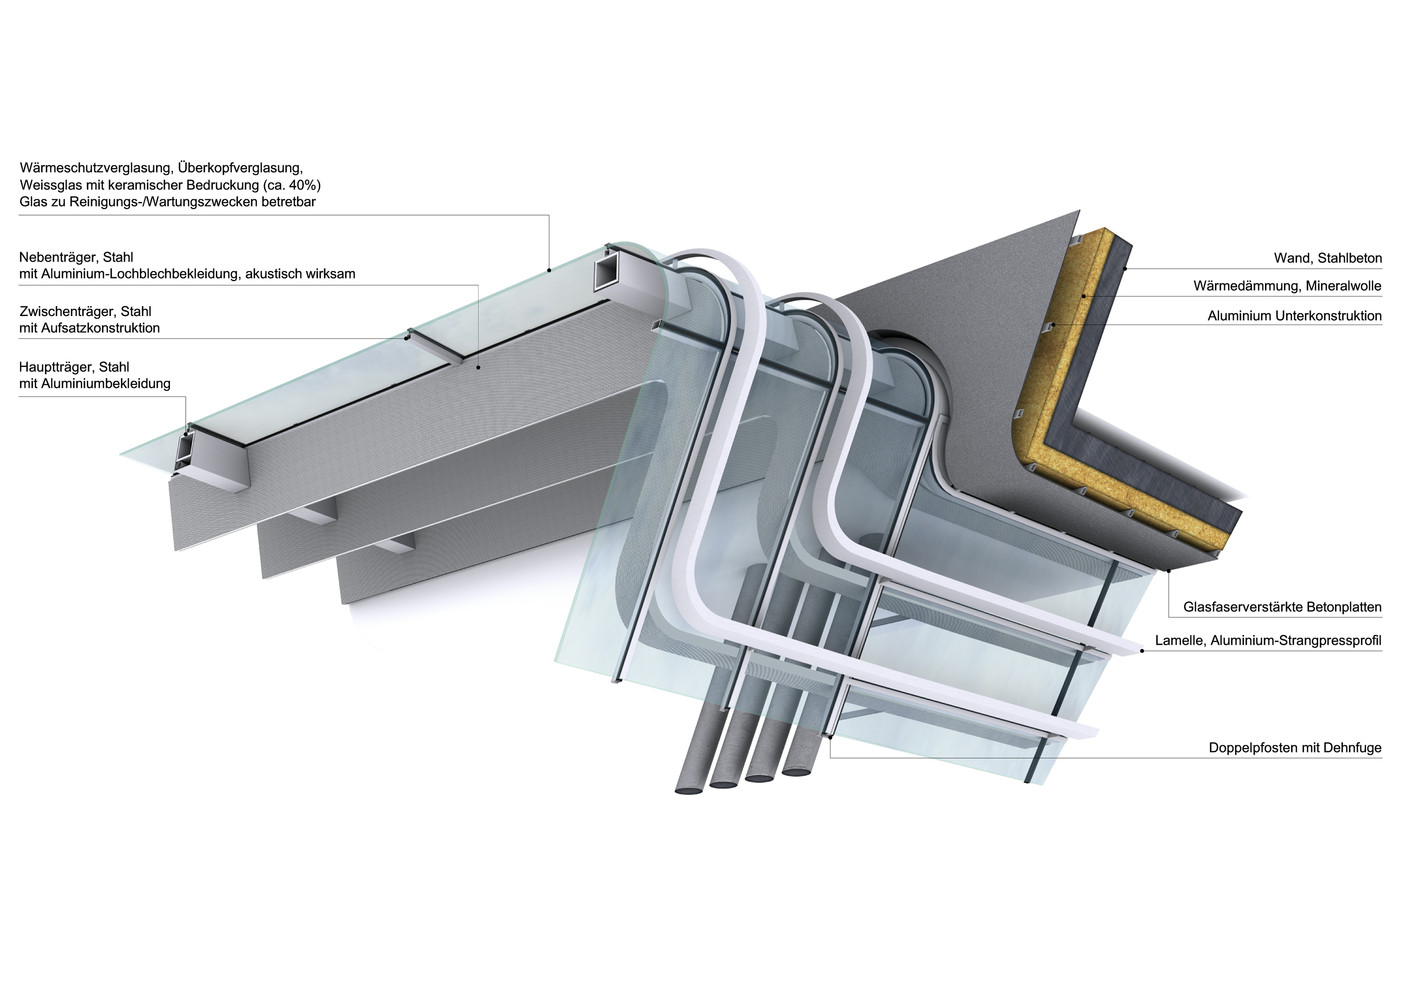 Wärmeschutzverglasung, Überkopfverglasung,
Weissglas mit keramischer Bedruckung (ca. 40%)
Glas zu Reinigungs-/Wartungszwecken betretbar
Nebenträger, Stahl
mit Aluminium-Lochblechbekleidung, akustisch wirksam
Zwischenträger, Stahl
mit Aufsatzkonstruktion
Hauptträger, Stahl
mit Aluminiumbekleidung
Wand, Stahlbeton
Wärmedämmung, Mineralwolle
Aluminium Unterkonstruktion
Glasfaserverstärkte Betonplatten
Lamelle, Aluminium-Strangpressprofil
Doppelpfosten mit Dehnfuge